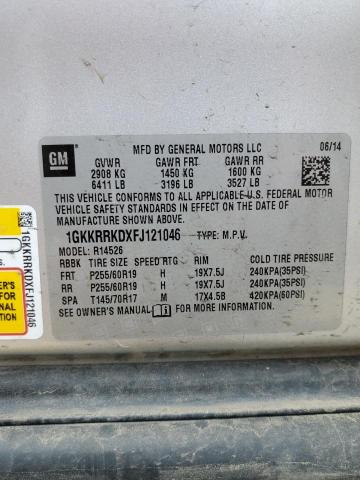 GM
MFD BY GENERAL MOTORS LLC 06/14
GVWR GAWR FRT GAWR RR
2908 KG 1450 KG 1600 KG
6411 LB 3196 LB 3527 LB
THIS VEHICLE CONFORMS TO ALL APPLICABLE U.S. FEDERAL MOTOR
VEHICLE SAFETY STANDARDS IN EFFECT ON THE DATE OF
MANUFACTURE SHOWN ABOVE.
1GKKRRKDXFJ121046 TYPE: M.P.V.
MODEL: R14526
RBBK TIRE SIZE SPEED RTG RIM COLD TIRE PRESSURE
FRT P255/60R19 H 19X7.5J 240KPA(35PSI)
RR P255/60R19 H 19X7.5J 240KPA(35PSI)
SPA T145/70R17 M 17X4.5B 420KPA(60PSI)
SEE OWNER'S MANUAL FOR MORE INFORMATION
1GKKRRKDXFJ121046